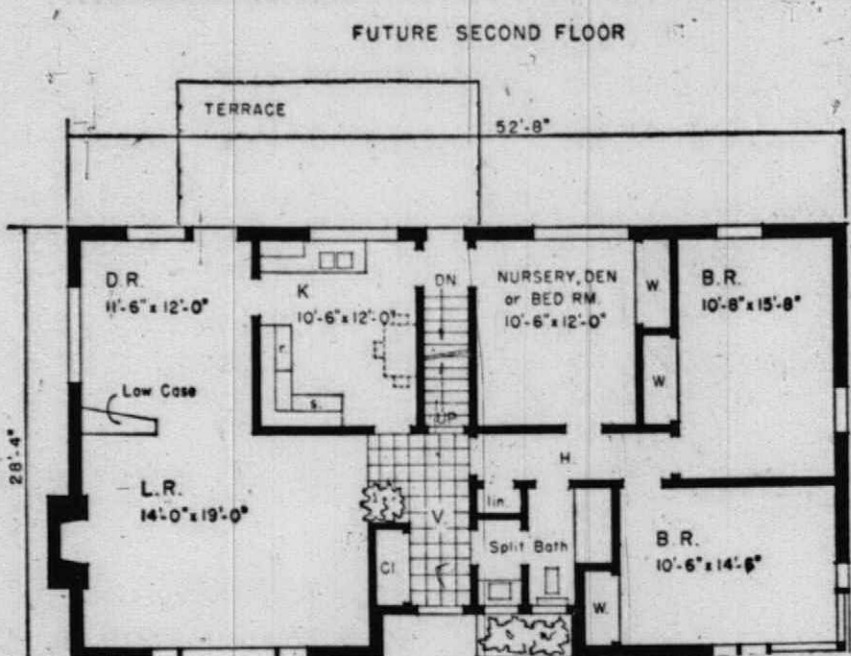 FUTURE SECOND FLOOR
TERRACE
52'-8"
28'-4"
D.R.
11'-6" x 12'-0"
Low Case
K
10'-6" x 12'-0"
r.
s.
DN
UP
NURSERY, DEN
or BED RM.
10'-6" x 12'-0"
W.
W.
B.R.
10'-8" x 15'-8"
L.R.
14'-0" x 19'-0"
V
Cl.
H.
lin.
Split Bath
W.
B.R.
10'-6" x 14'-6"